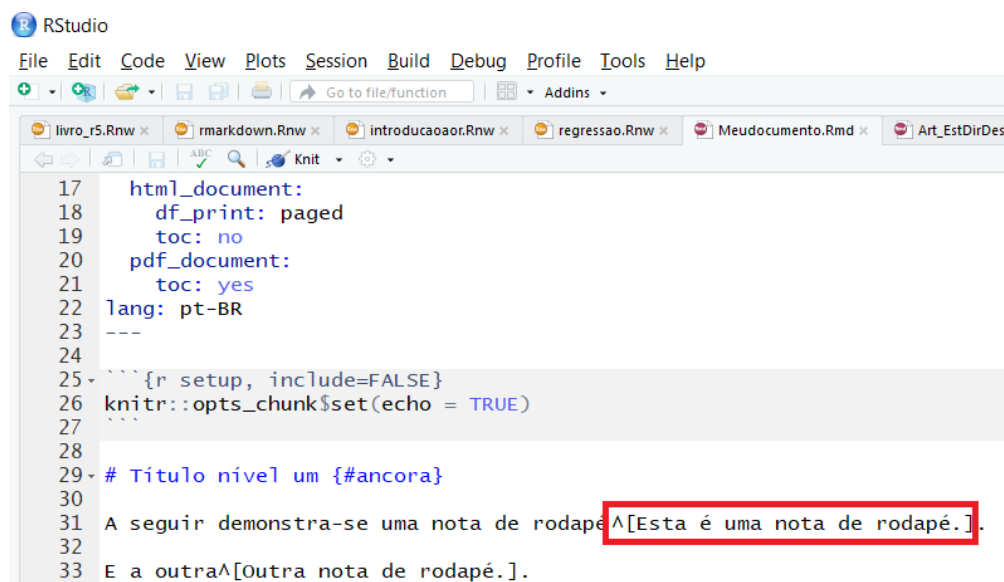 RStudio
File Edit Code View Plots Session Build Debug Profile Tools Help
Go to file/function Addins
livro_r5.Rnw × rmarkdown.Rnw × introducaoaor.Rnw × regressao.Rnw × Meudocumento.Rmd × Art_EstDirDes
ABC Knit
17 html_document:
18 df_print: paged
19 toc: no
20 pdf_document:
21 toc: yes
22 lang: pt-BR
23 ---
24
25 ```{r setup, include=FALSE}
26 knitr::opts_chunk$set(echo = TRUE)
27 ```
28
29 # Título nível um {#ancora}
30
31 A seguir demonstra-se uma nota de rodapé^[Esta é uma nota de rodapé.].
32
33 E a outra^[Outra nota de rodapé.].